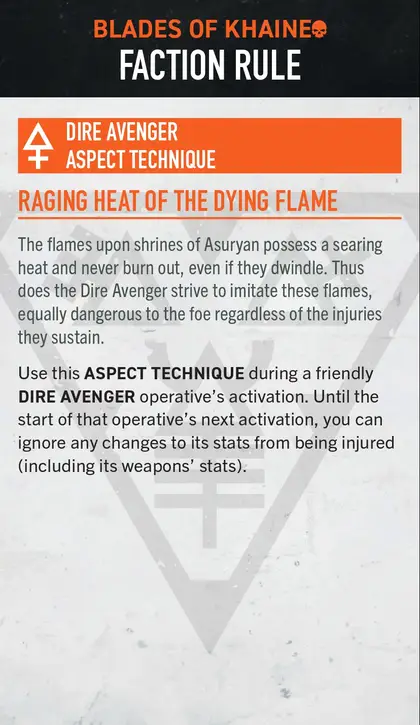 BLADES OF KHAINE
FACTION RULE
DIRE AVENGER
ASPECT TECHNIQUE
RAGING HEAT OF THE DYING FLAME
The flames upon shrines of Asuryan possess a searing
heat and never burn out, even if they dwindle. Thus
does the Dire Avenger strive to imitate these flames,
equally dangerous to the foe regardless of the injuries
they sustain.
Use this ASPECT TECHNIQUE during a friendly
DIRE AVENGER operative’s activation. Until the
start of that operative’s next activation, you can
ignore any changes to its stats from being injured
(including its weapons’ stats).